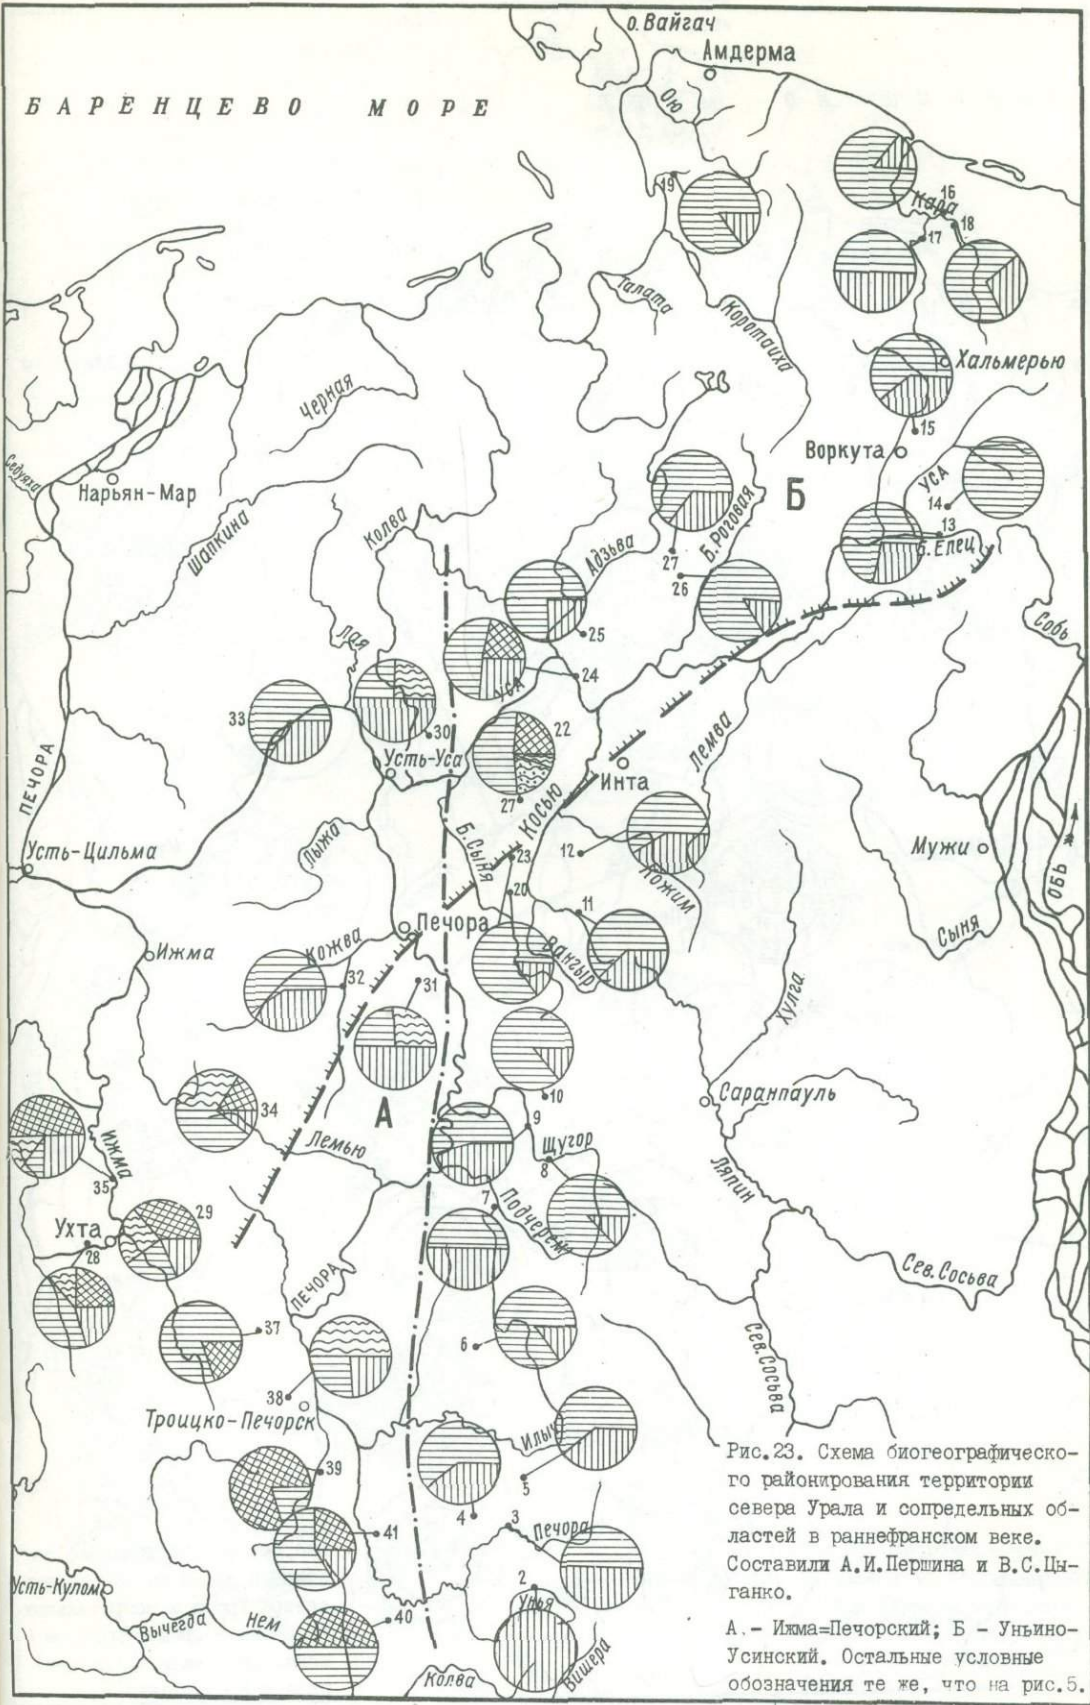 о. Вайгач
Амдерма
БАРЕНЦЕВО МОРЕ
Ою
19
16
Кара
18
17
Талата
Коротаиха
Хальмерью
Черная
15
Воркута
Седуяха
Нарьян-Мар
Б
УСА
14
13
Б. Елец
Шапкина
Колва
Адзьва
Б. Роговая
27
26
Собь
25
Лая
24
УСА
33
30
22
Лемва
Усть-Уса
Инта
27
Косью
ПЕЧОРА
Усть-Цильма
Лыжа
Б. Сыня
23
12
Мужи
ОБЬ
20
Кожим
11
Печора
Сыня
Ижма
Кожва
Вангыр
32
31
Хулга
10
Саранпауль
34
А
9
Лемью
Щугор
8
Ижма
35
Ляпин
7
29
Подчерем
Ухта
28
Сев. Сосьва
ПЕЧОРА
37
6
Сев. Сосьва
38
Троицко-Печорск
Илыч
39
5
4
3
41
Печора
2
Унья
Усть-Кулом
40
Вычегда
Нем
Колва
Вишера
Рис.23. Схема биогеографическо-
го районирования территории
севера Урала и сопредельных об-
ластей в раннефранском веке.
Составили А.И.Першина и В.С.Цы-
ганко.
А.- Ижма=Печорский; Б - Уньино-
Усинский. Остальные условные
обозначения те же, что на рис.5.